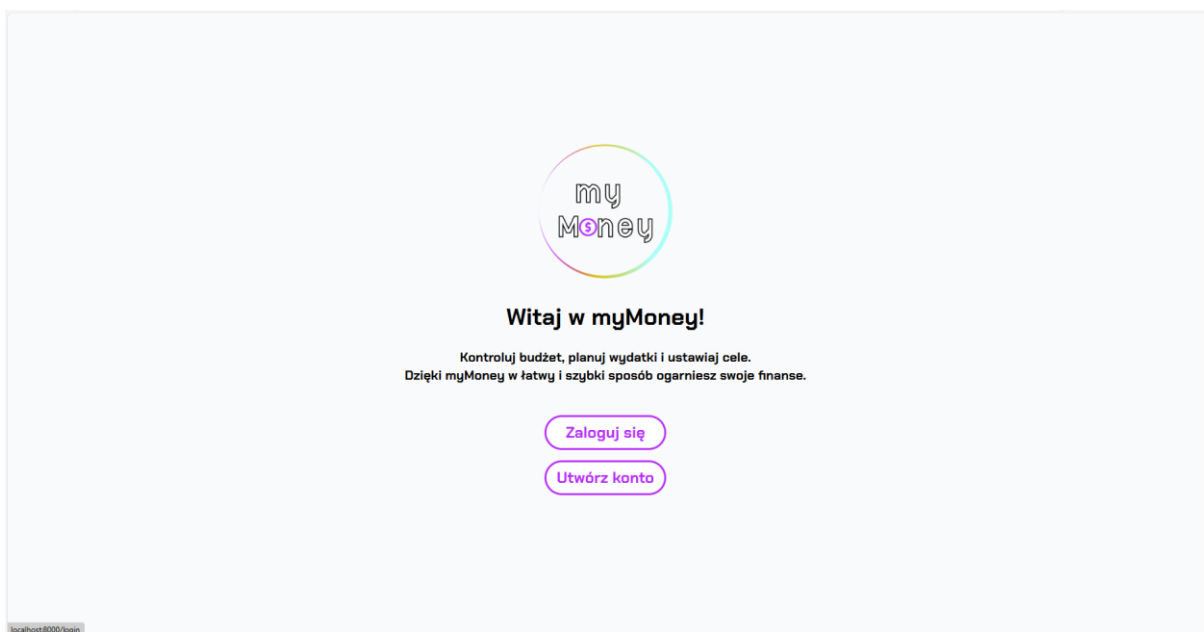 my
M$ney
Witaj w myMoney!
Kontroluj budżet, planuj wydatki i ustawiaj cele.
Dzięki myMoney w łatwy i szybki sposób ogarniesz swoje finanse.
Zaloguj się
Utwórz konto
localhost:8000/login